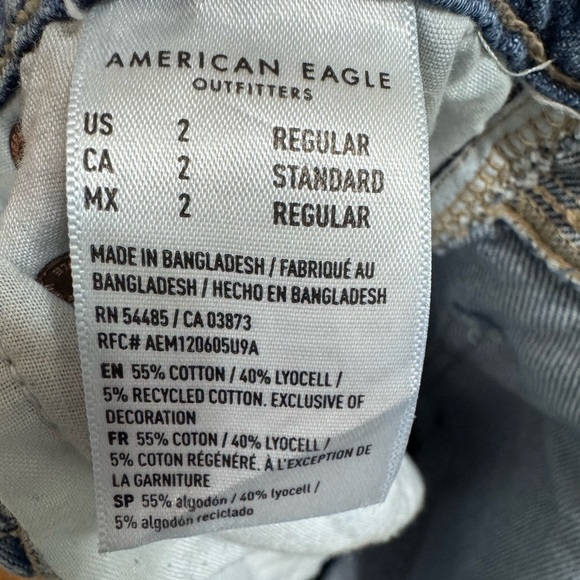 AMERICAN EAGLE
OUTFITTERS
US 2 REGULAR
CA 2 STANDARD
MX 2 REGULAR
MADE IN BANGLADESH / FABRIQUÉ AU
BANGLADESH / HECHO EN BANGLADESH
RN 54485 / CA 03873
RFC# AEM120605U9A
EN 55% COTTON / 40% LYOCELL /
5% RECYCLED COTTON. EXCLUSIVE OF
DECORATION
FR 55% COTON / 40% LYOCELL /
5% COTON RÉGÉNÉRÉ. À L'EXCEPTION DE
LA GARNITURE
SP 55% algodón / 40% lyocell /
5% algodón reciclado